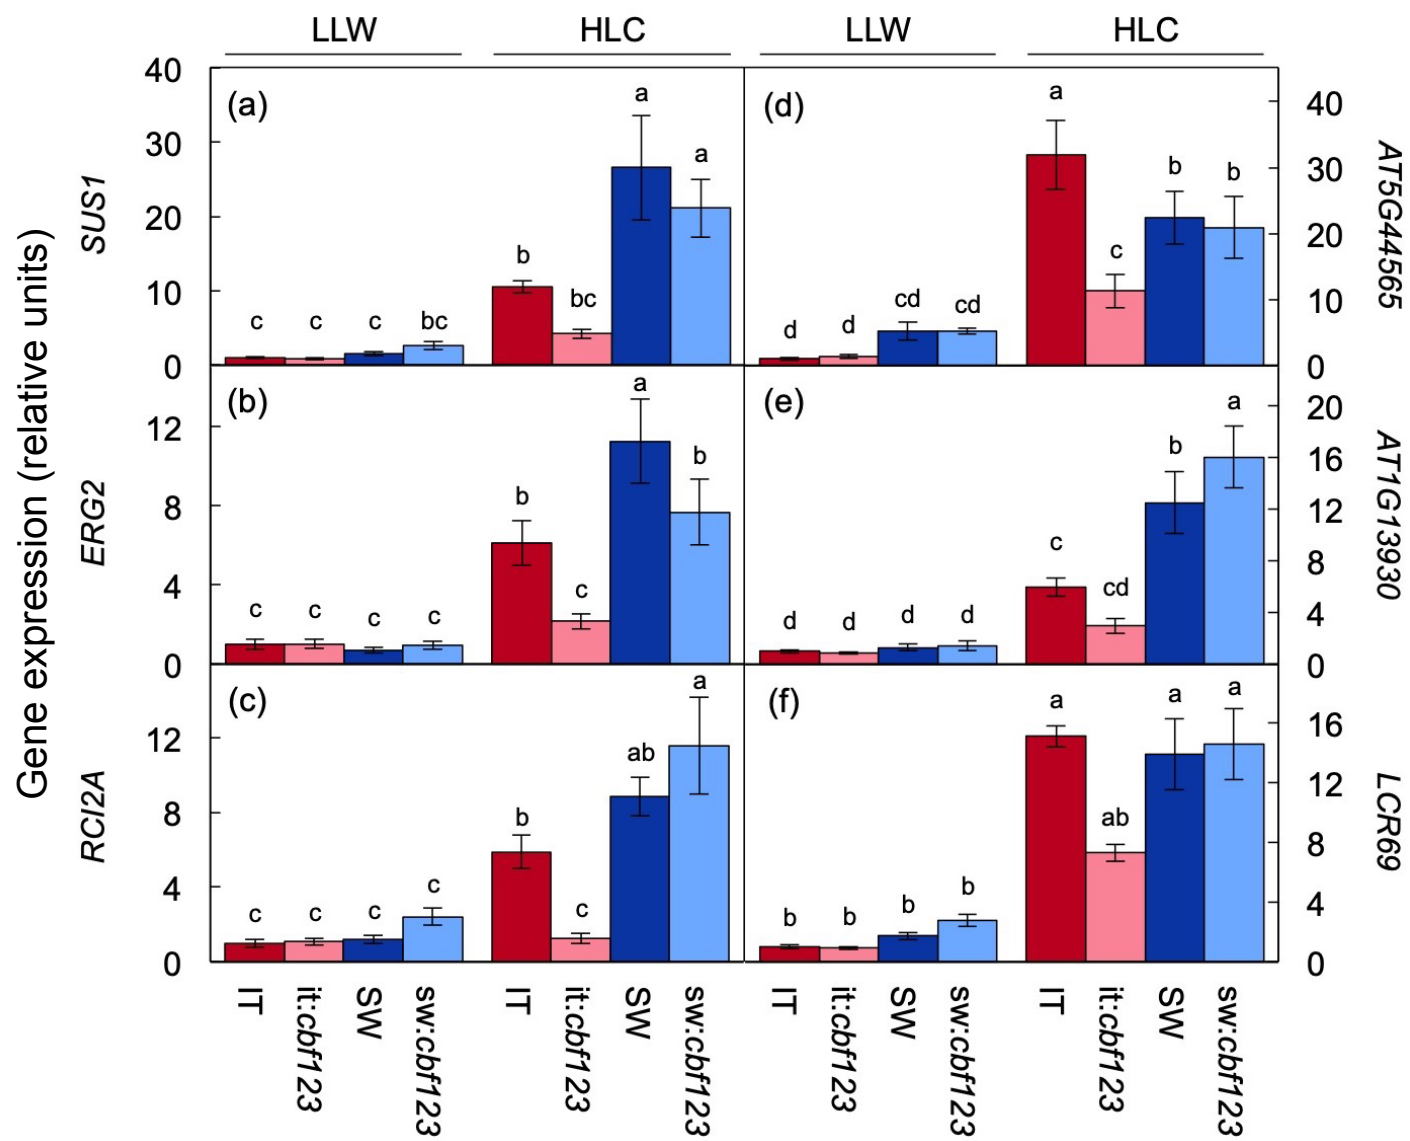 LLW HLC LLW HLC
Gene expression (relative units)
SUS1
40
30
20
10
0
(a)
c c c bc b bc a a
(d)
d d cd cd a c b b
40
30
20
10
0
AT5G44565
ERG2
12
8
4
0
(b)
c c c c b c a b
(e)
d d d d c cd b a
20
16
12
8
4
0
AT1G13930
RCI2A
12
8
4
0
(c)
c c c c b c ab a
(f)
b b b b a ab a a
16
12
8
4
0
LCR69
IT it:cbf123 SW sw:cbf123 IT it:cbf123 SW sw:cbf123 IT it:cbf123 SW sw:cbf123 IT it:cbf123 SW sw:cbf123